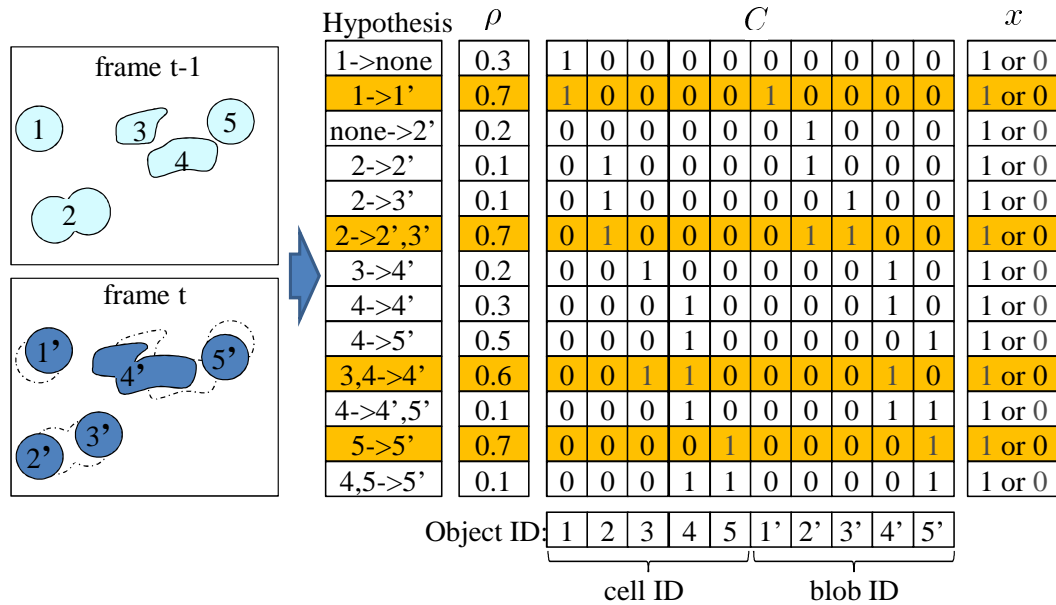 Hypothesis ρ C x
frame t-1
1
2
3
4
5
frame t
1’
2’
3’
4’
5’
1->none 0.3 1 0 0 0 0 0 0 0 0 0 1 or 0
1->1’ 0.7 1 0 0 0 0 1 0 0 0 0 1 or 0
none->2’ 0.2 0 0 0 0 0 0 1 0 0 0 1 or 0
2->2’ 0.1 0 1 0 0 0 0 1 0 0 0 1 or 0
2->3’ 0.1 0 1 0 0 0 0 0 1 0 0 1 or 0
2->2’,3’ 0.7 0 1 0 0 0 0 1 1 0 0 1 or 0
3->4’ 0.2 0 0 1 0 0 0 0 0 1 0 1 or 0
4->4’ 0.3 0 0 0 1 0 0 0 0 1 0 1 or 0
4->5’ 0.5 0 0 0 1 0 0 0 0 0 1 1 or 0
3,4->4’ 0.6 0 0 1 1 0 0 0 0 1 0 1 or 0
4->4’,5’ 0.1 0 0 0 1 0 0 0 0 1 1 1 or 0
5->5’ 0.7 0 0 0 0 1 0 0 0 0 1 1 or 0
4,5->5’ 0.1 0 0 0 1 1 0 0 0 0 1 1 or 0
Object ID: 1 2 3 4 5 1’ 2’ 3’ 4’ 5’
cell ID blob ID